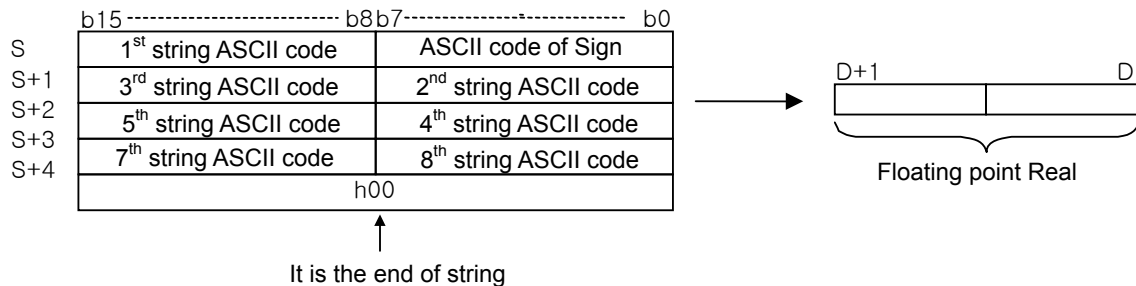 b15 b8 b7 b0
S 1st string ASCII code ASCII code of Sign
S+1 3rd string ASCII code 2nd string ASCII code
S+2 5th string ASCII code 4th string ASCII code
S+3 7th string ASCII code 8th string ASCII code
S+4 h00
It is the end of string
D+1 D
Floating point Real